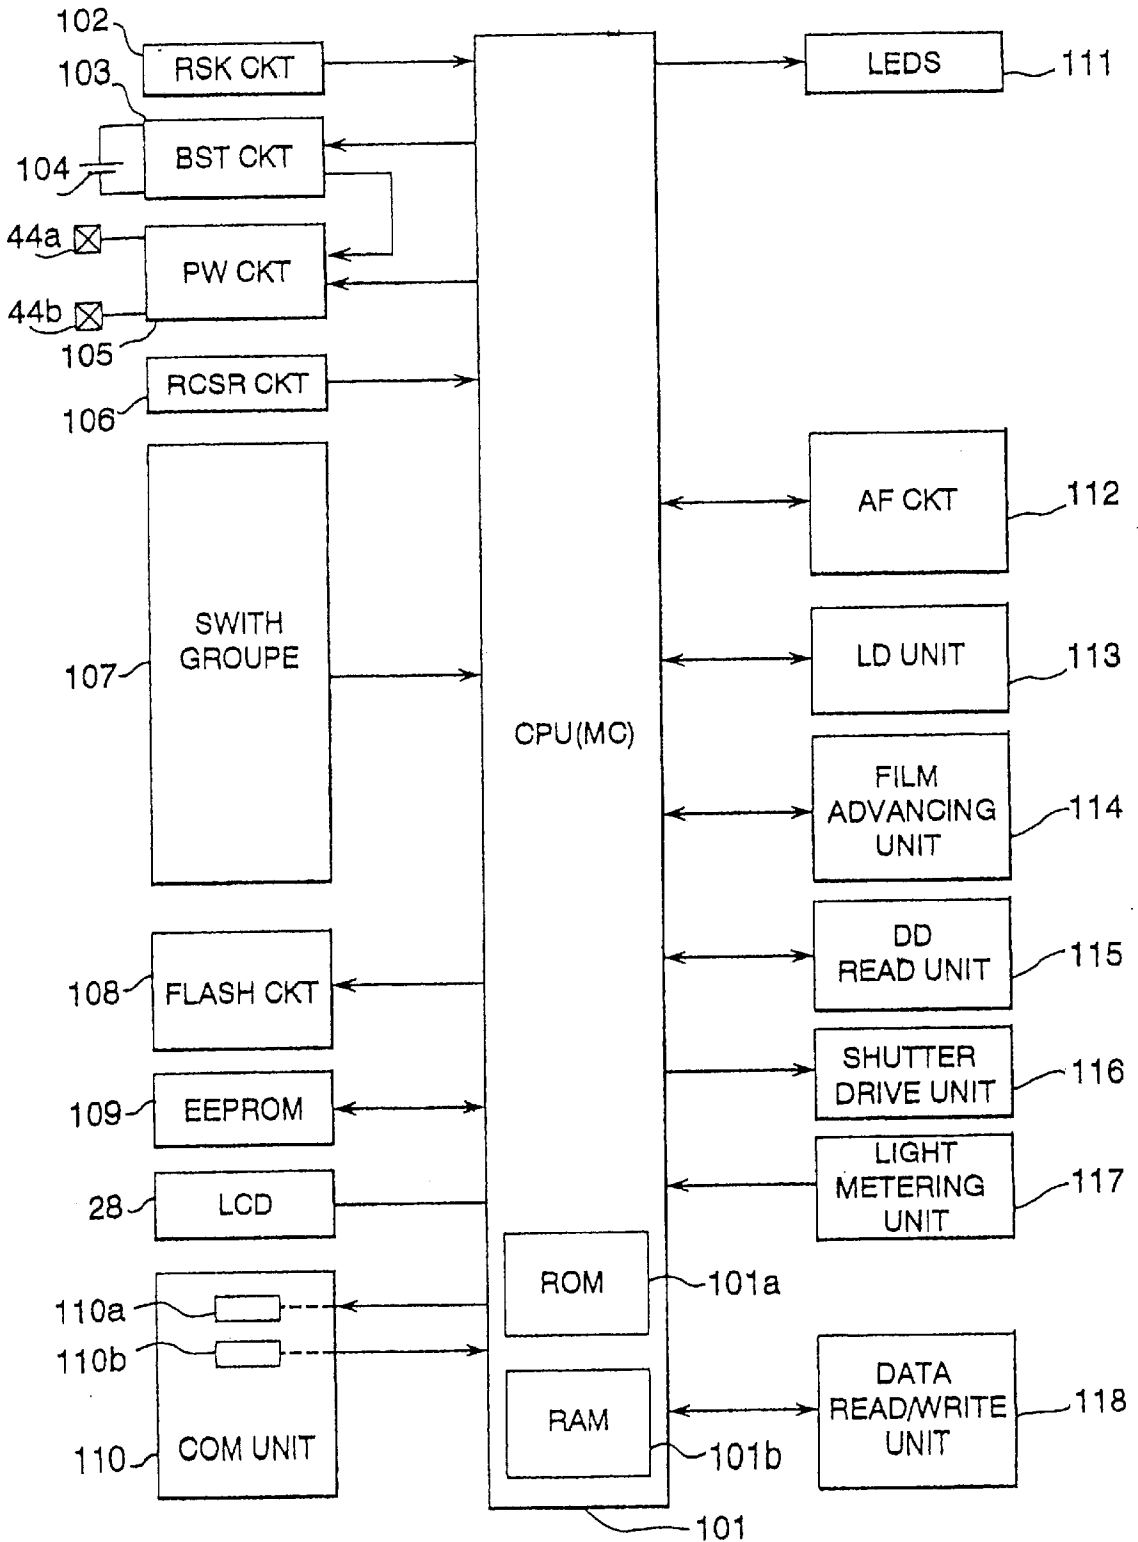 102
RSK CKT
103
BST CKT
104
44a
PW CKT
44b
105
RCSR CKT
106
SWITH
GROUPE
107
108
FLASH CKT
109
EEPROM
28
LCD
110a
110b
110
COM UNIT
CPU(MC)
ROM
101a
RAM
101b
101
LEDS
111
AF CKT
112
LD UNIT
113
FILM
ADVANCING
UNIT
114
DD
READ UNIT
115
SHUTTER
DRIVE UNIT
116
LIGHT
METERING
UNIT
117
DATA
READ/WRITE
UNIT
118